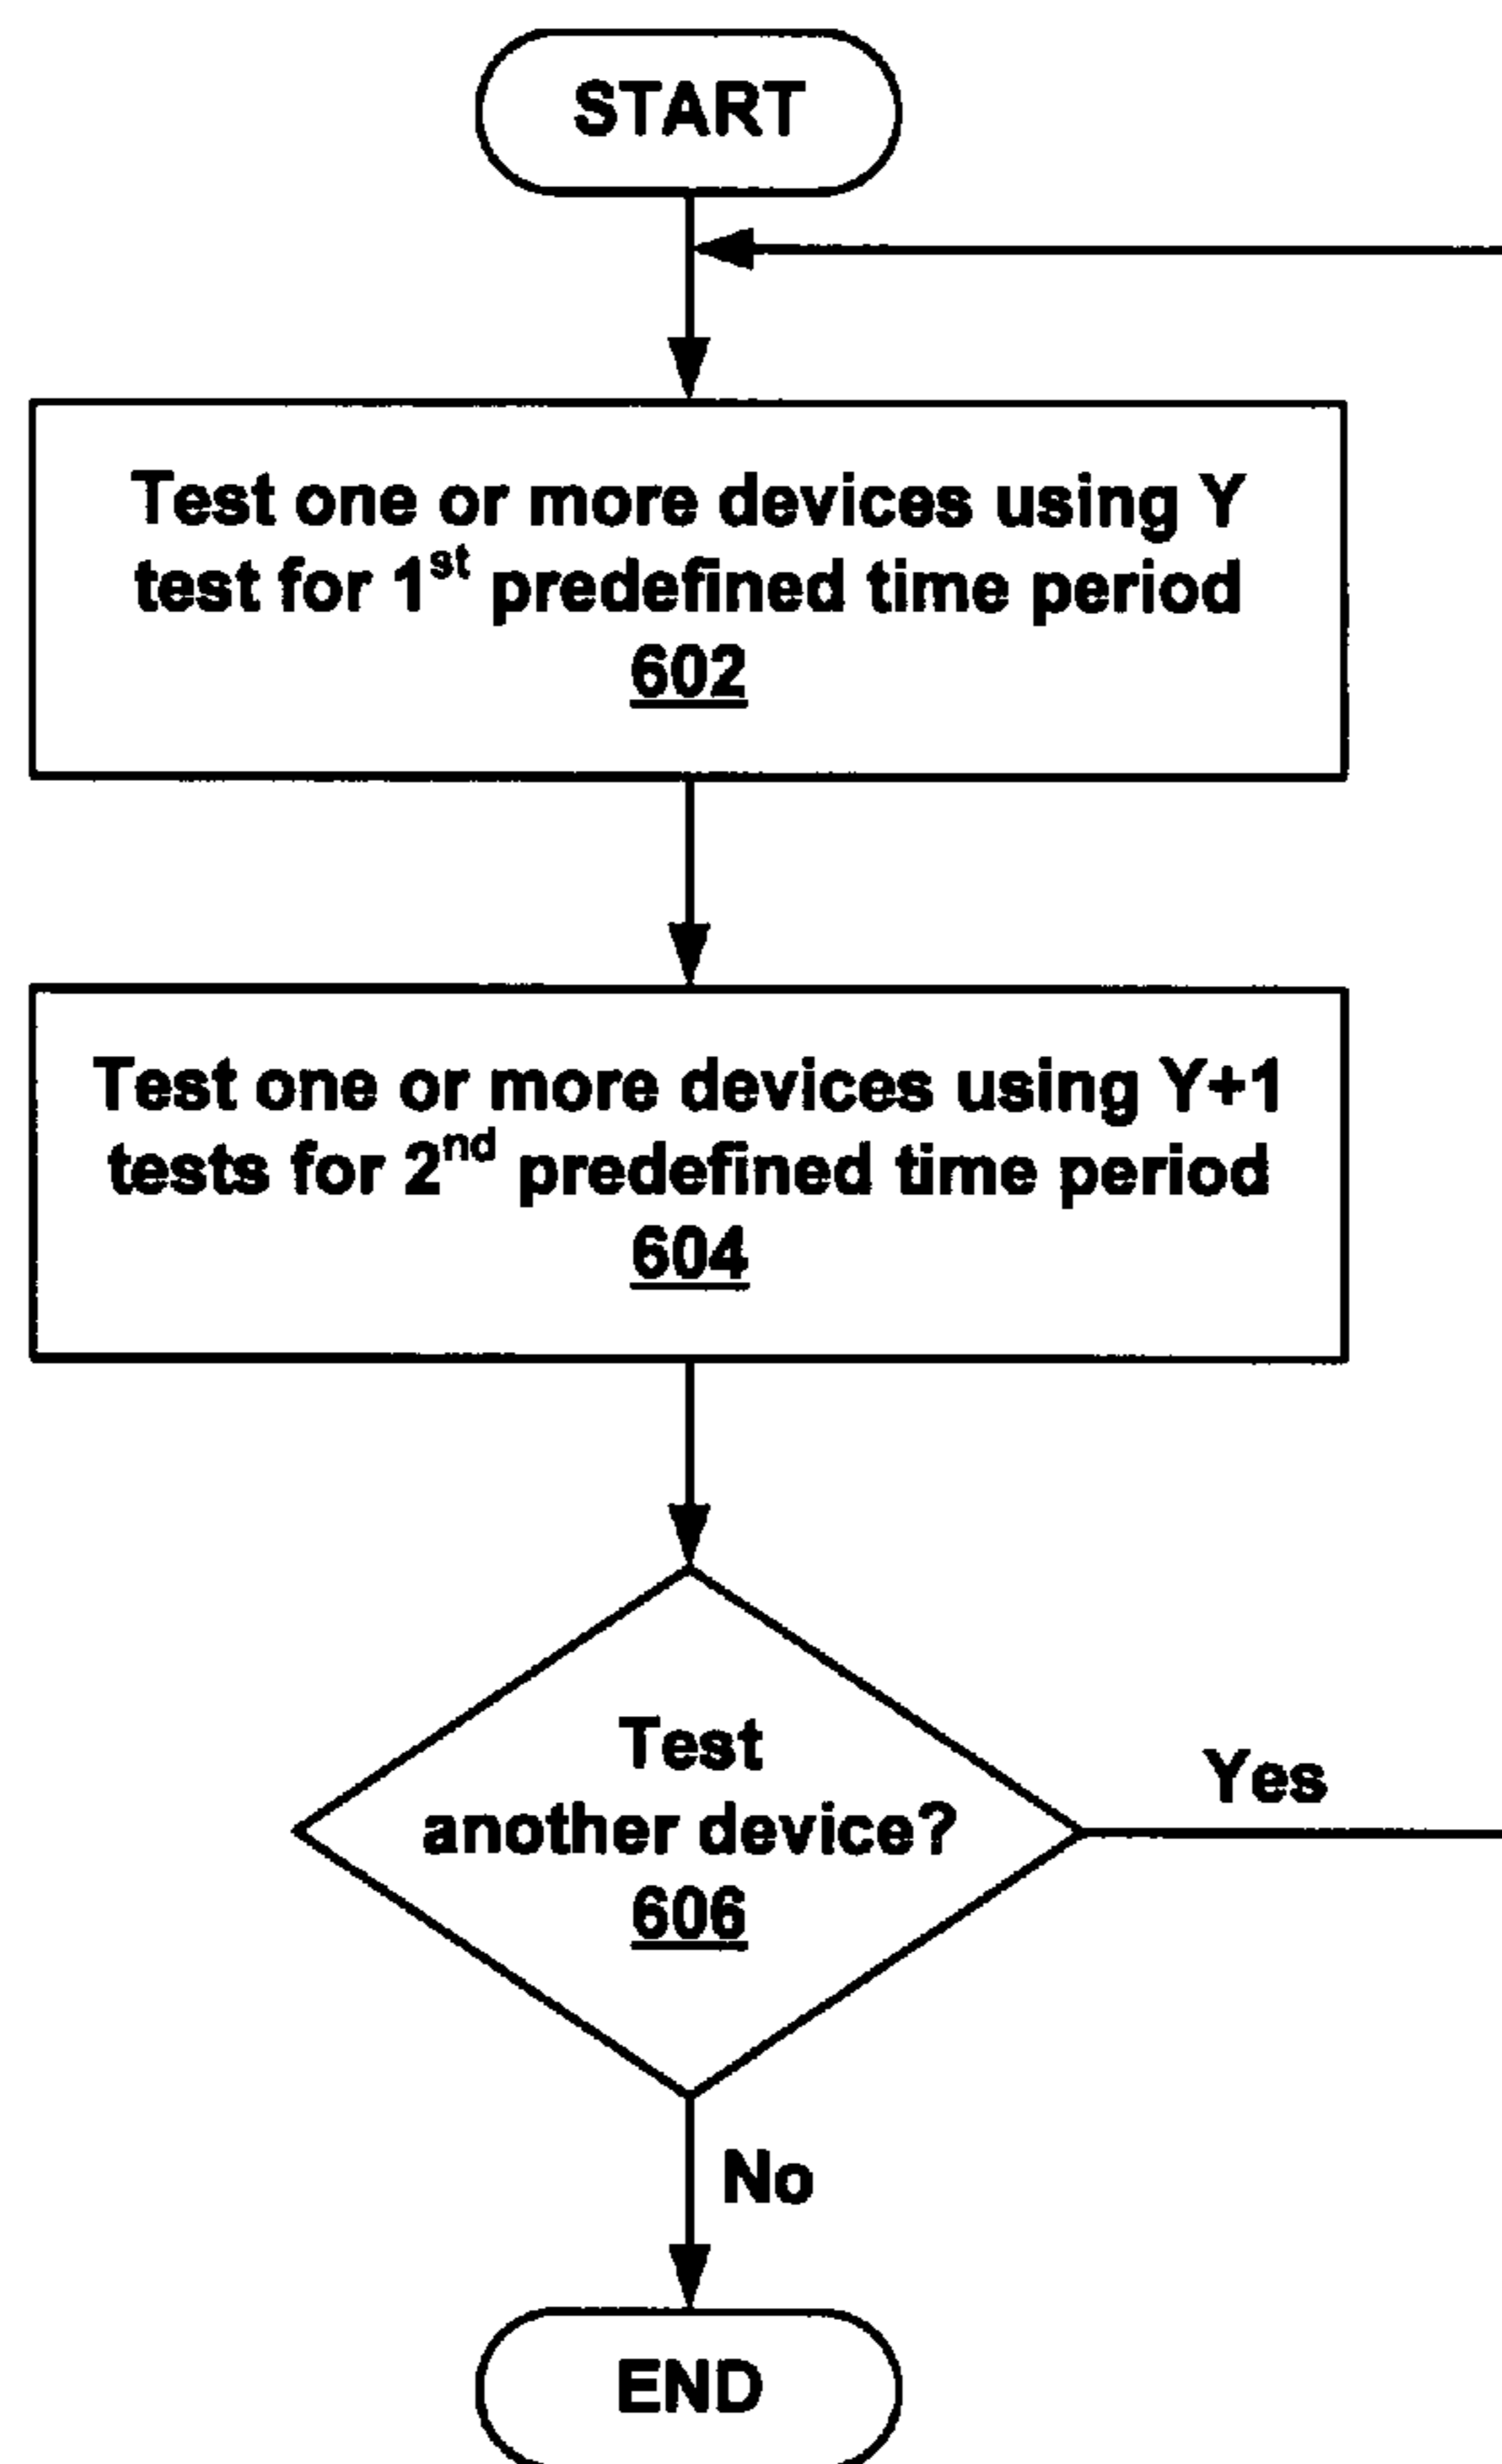 START
Test one or more devices using Y
test for 1st predefined time period
602
Test one or more devices using Y+1
tests for 2nd predefined time period
604
Test
another device?
606
Yes
No
END